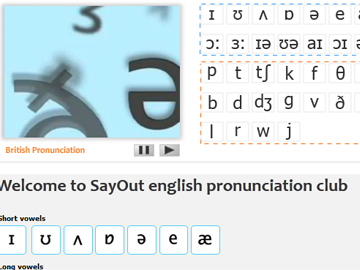 ɪ ʊ ʌ ɒ ə e
ɔː ɜː ɪə ʊə aɪ ɔɪ
p t tʃ k f θ
b d dʒ g v ð
l r w j
British Pronunciation
Welcome to SayOut english pronunciation club
Short vowels
ɪ ʊ ʌ ɒ ə e æ
Long vowels